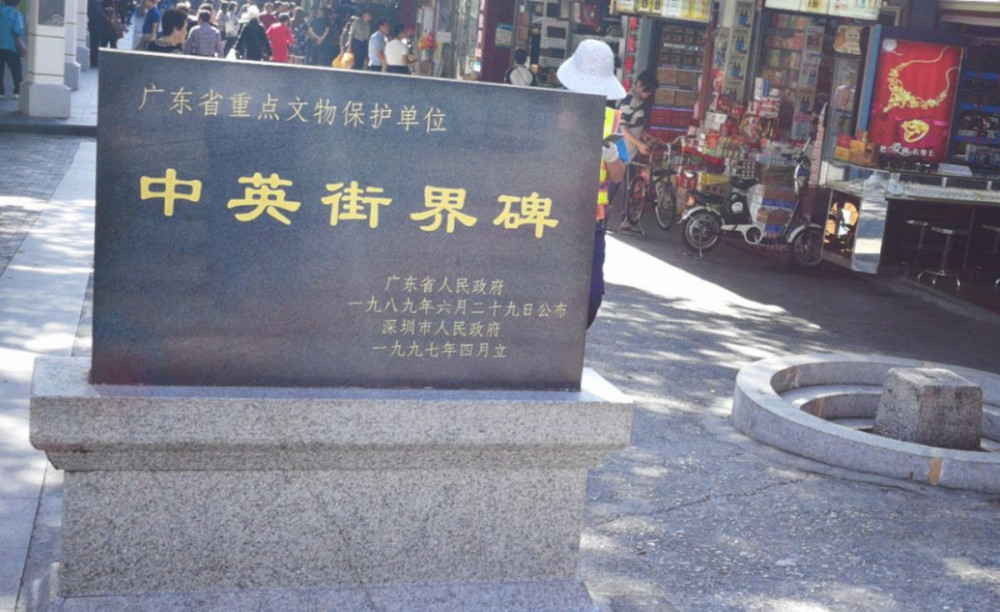 广东省重点文物保护单位
中英街界碑
广东省人民政府
一九八九年六月二十九日公布
深圳市人民政府
一九九七年四月立